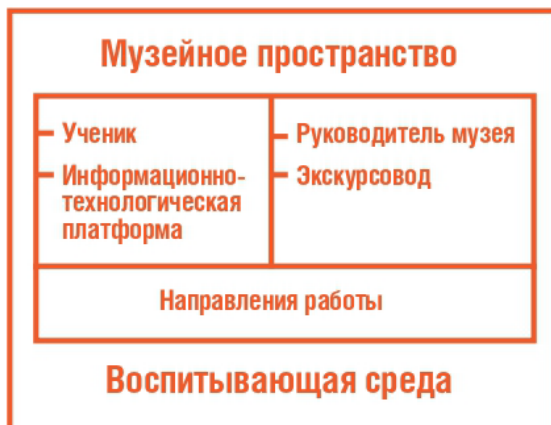 Музейное пространство
Ученик
Информационно-
технологическая
платформа
Руководитель музея
Экскурсовод
Направления работы
Воспитывающая среда